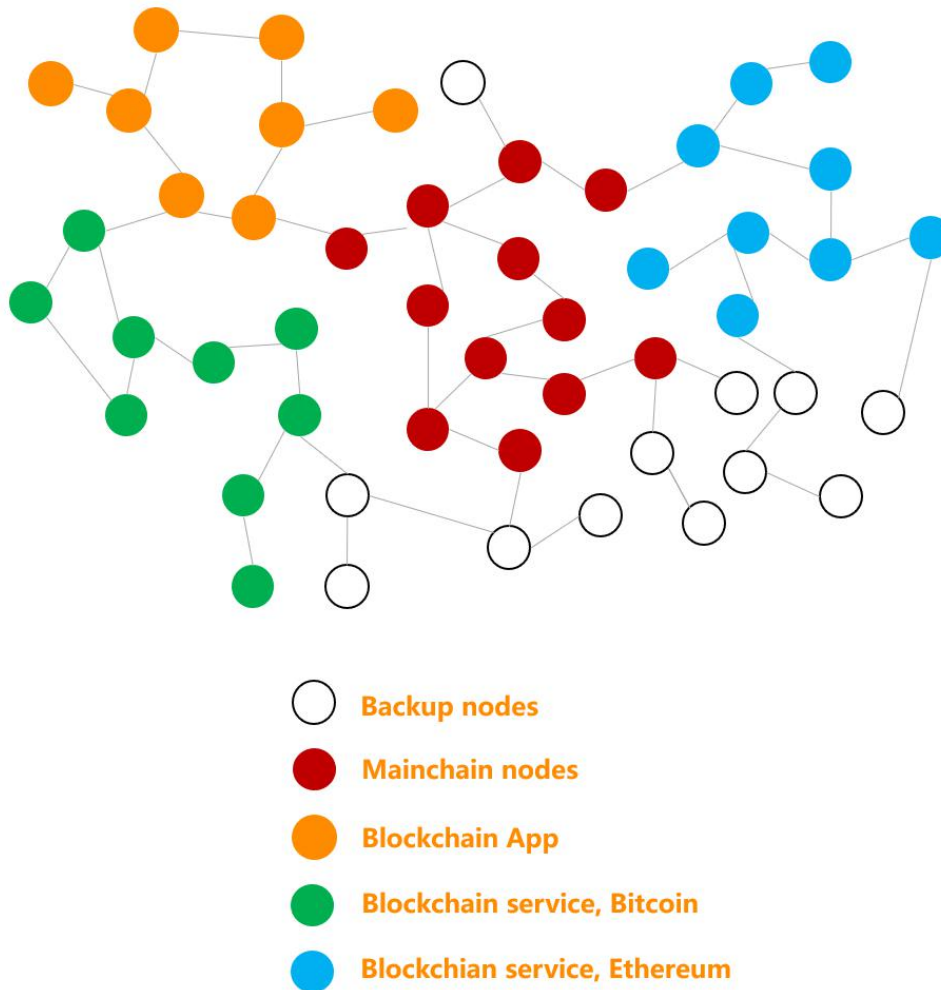 Backup nodes
Mainchain nodes
Blockchain App
Blockchain service, Bitcoin
Blockchian service, Ethereum